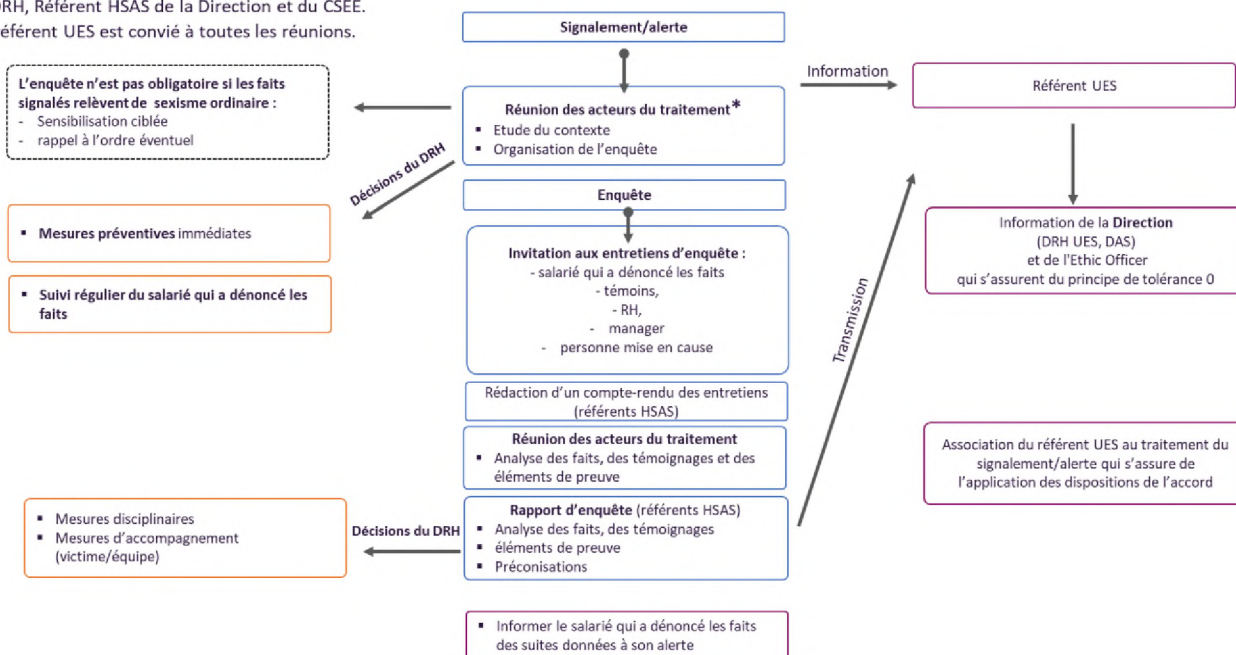 DRH, Référent HSAS de la Direction et du CSEE.
référent UES est convié à toutes les réunions.
Signalement/alerte
L'enquête n'est pas obligatoire si les faits
signalés relèvent de sexisme ordinaire :
- Sensibilisation ciblée
- rappel à l'ordre éventuel
Réunion des acteurs du traitement*
▪ Etude du contexte
▪ Organisation de l'enquête
Information
Référent UES
Décisions du DRH
▪ Mesures préventives immédiates
▪ Suivi régulier du salarié qui a dénoncé les
faits
Enquête
Invitation aux entretiens d'enquête :
- salarié qui a dénoncé les faits
- témoins,
- RH,
- manager
- personne mise en cause
Information de la Direction
(DRH UES, DAS)
et de l'Ethic Officer
qui s'assurent du principe de tolérance 0
Transmission
Rédaction d'un compte-rendu des entretiens
(référents HSAS)
Réunion des acteurs du traitement
▪ Analyse des faits, des témoignages et des
éléments de preuve
Association du référent UES au traitement du
signalement/alerte qui s'assure de
l'application des dispositions de l'accord
Rapport d'enquête (référents HSAS)
▪ Analyse des faits, des témoignages
▪ éléments de preuve
▪ Préconisations
Décisions du DRH
▪ Mesures disciplinaires
▪ Mesures d'accompagnement
(victime/équipe)
▪ Informer le salarié qui a dénoncé les faits
des suites données à son alerte